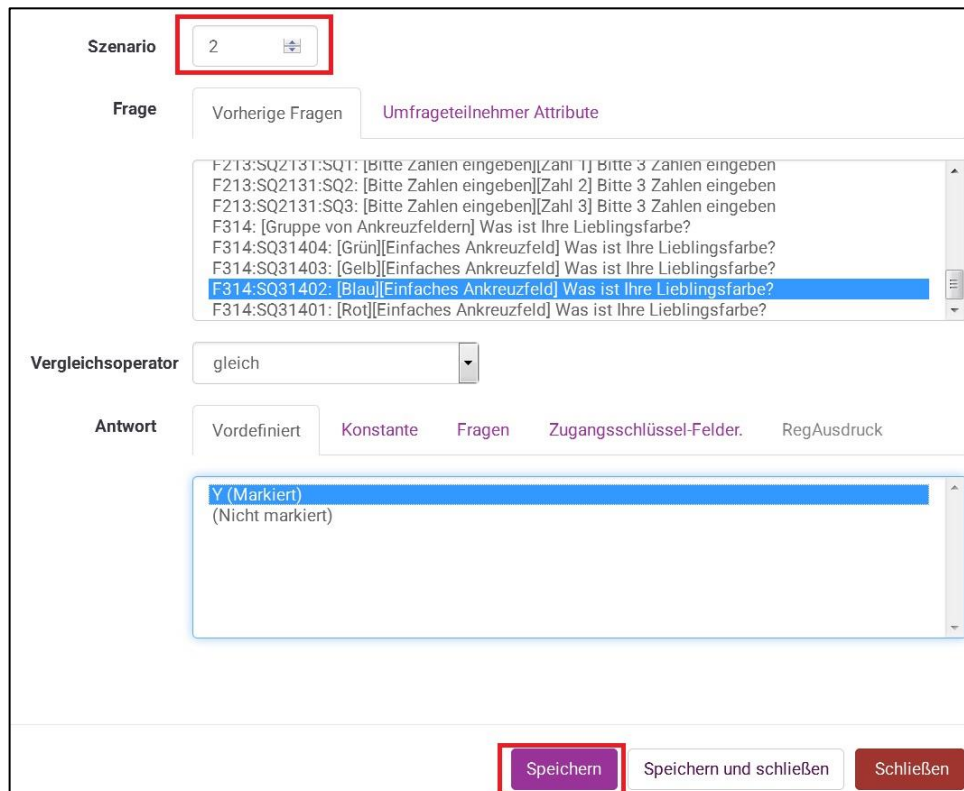 Szenario 2
Frage Vorherige Fragen Umfrageteilnehmer Attribute
F213:SQ2131:SQ1: [Bitte Zahlen eingeben][Zahl 1] Bitte 3 Zahlen eingeben
F213:SQ2131:SQ2: [Bitte Zahlen eingeben][Zahl 2] Bitte 3 Zahlen eingeben
F213:SQ2131:SQ3: [Bitte Zahlen eingeben][Zahl 3] Bitte 3 Zahlen eingeben
F314: [Gruppe von Ankreuzfeldern] Was ist Ihre Lieblingsfarbe?
F314:SQ31404: [Grün][Einfaches Ankreuzfeld] Was ist Ihre Lieblingsfarbe?
F314:SQ31403: [Gelb][Einfaches Ankreuzfeld] Was ist Ihre Lieblingsfarbe?
F314:SQ31402: [Blau][Einfaches Ankreuzfeld] Was ist Ihre Lieblingsfarbe?
F314:SQ31401: [Rot][Einfaches Ankreuzfeld] Was ist Ihre Lieblingsfarbe?
Vergleichsoperator gleich
Antwort Vordefiniert Konstante Fragen Zugangsschlüssel-Felder. RegAusdruck
Y (Markiert)
(Nicht markiert)
Speichern Speichern und schließen Schließen